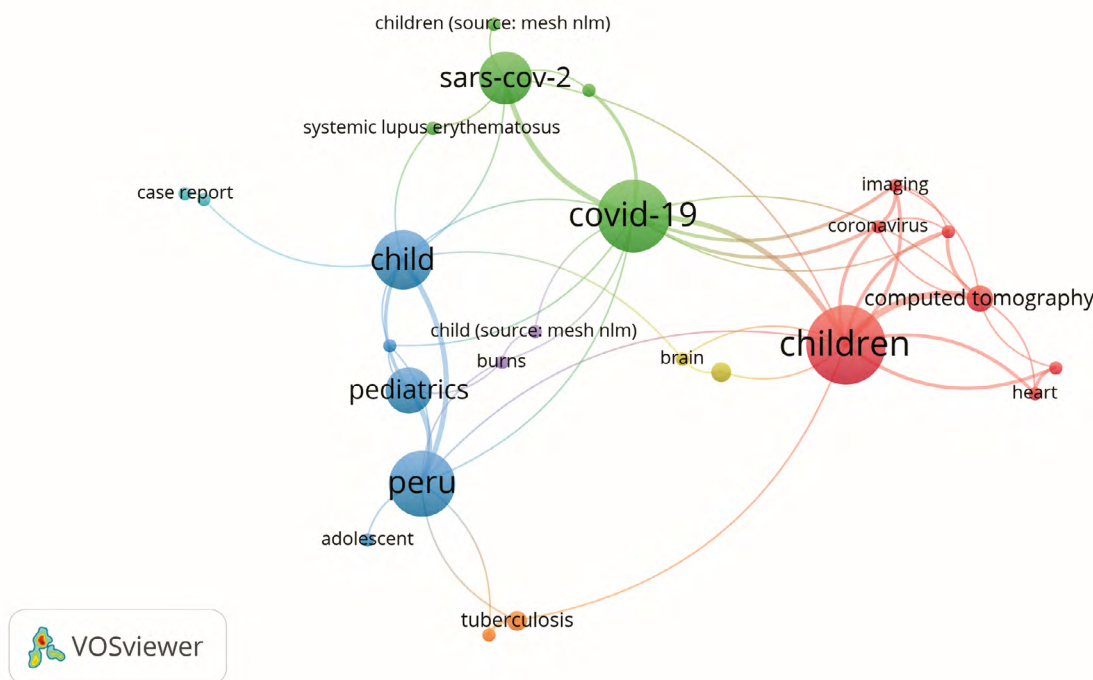 children (source: mesh nlm)
sars-cov-2
systemic lupus erythematosus
case report
imaging
covid-19
coronavirus
child
computed tomography
child (source: mesh nlm)
children
brain
burns
pediatrics
heart
peru
adolescent
tuberculosis
VOSviewer